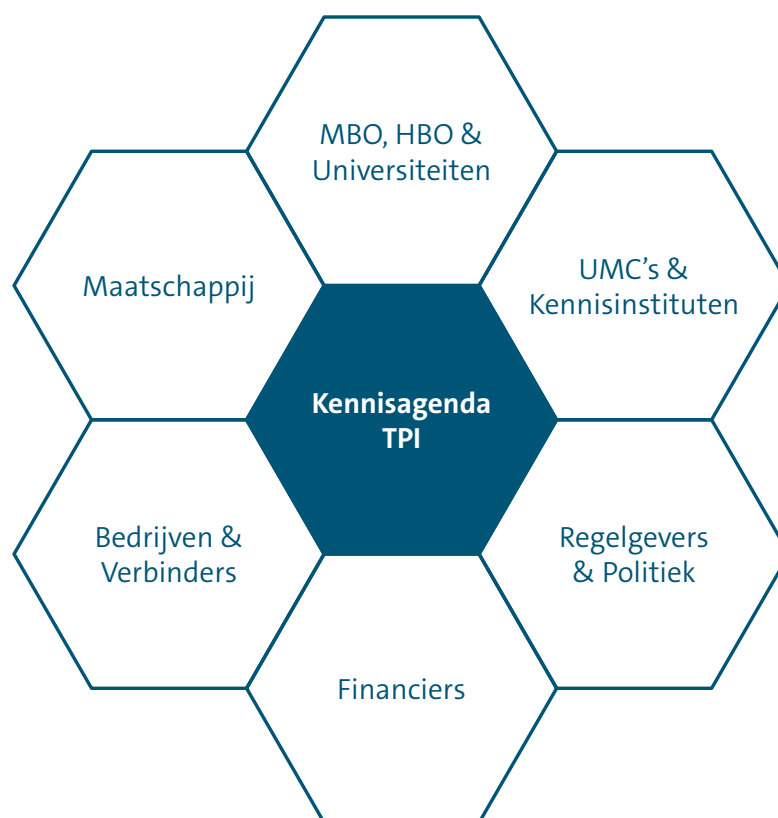 MBO, HBO &
Universiteiten
Maatschappij
UMC’s &
Kennisinstituten
Kennisagenda
TPI
Bedrijven &
Verbinders
Regelgevers
& Politiek
Financiers